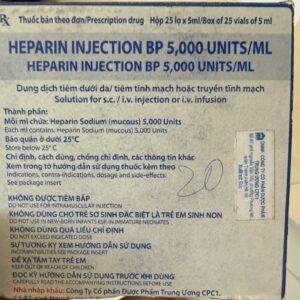 Rx Thuốc bán theo đơn/Prescription drug Hộp 25 lọ x 5ml/Box of 25 vials of 5 ml
HEPARIN INJECTION BP 5,000 UNITS/ML
HEPARIN INJECTION BP 5,000 UNITS/ML
Dung dịch tiêm dưới da/ tiêm tĩnh mạch hoặc truyền tĩnh mạch
Solution for s.c. / i.v. injection or i.v. infusion
Thành phần:
Mỗi ml chứa: Heparin Sodium (mucous) 5,000 Units
Each ml contains: Heparin Sodium (mucous) 5,000 Units
Bảo quản ở dưới 25°C
Store below 25° C
Chỉ định, cách dùng, chống chỉ định, các thông tin khác
Xem trong tờ hướng dẫn sử dụng thuốc kèm theo
Indications, contra-indications, dosage and side-effects:
See package insert
20
KHÔNG ĐƯỢC TIÊM BẮP
DO NOT USE FOR INTRAMUSCULAR INJECTION
KHÔNG DÙNG CHO TRẺ SƠ SINH ĐẶC BIỆT LÀ TRẺ EM SINH NON
DO NOT USE IN NEW-BORN INFANTS ESP. IN IMMATURE NEONATES
KHÔNG DÙNG QUÁ LIỀU CHỈ ĐỊNH
DO NOT EXCEED INDICATED DOSE
SỰ TƯƠNG KỴ XEM HƯỚNG DẪN SỬ DỤNG
INCOMPATIBILITY SEE PACKAGE INSERT
ĐỂ XA TẦM TAY TRẺ EM
KEEP OUT OF REACH OF CHILDREN
ĐỌC KỸ HƯỚNG DẪN SỬ DỤNG TRƯỚC KHI DÙNG
Nhà nhập khẩu: Công Ty Cổ Phần Dược Phẩm Trung Ương CPC1,